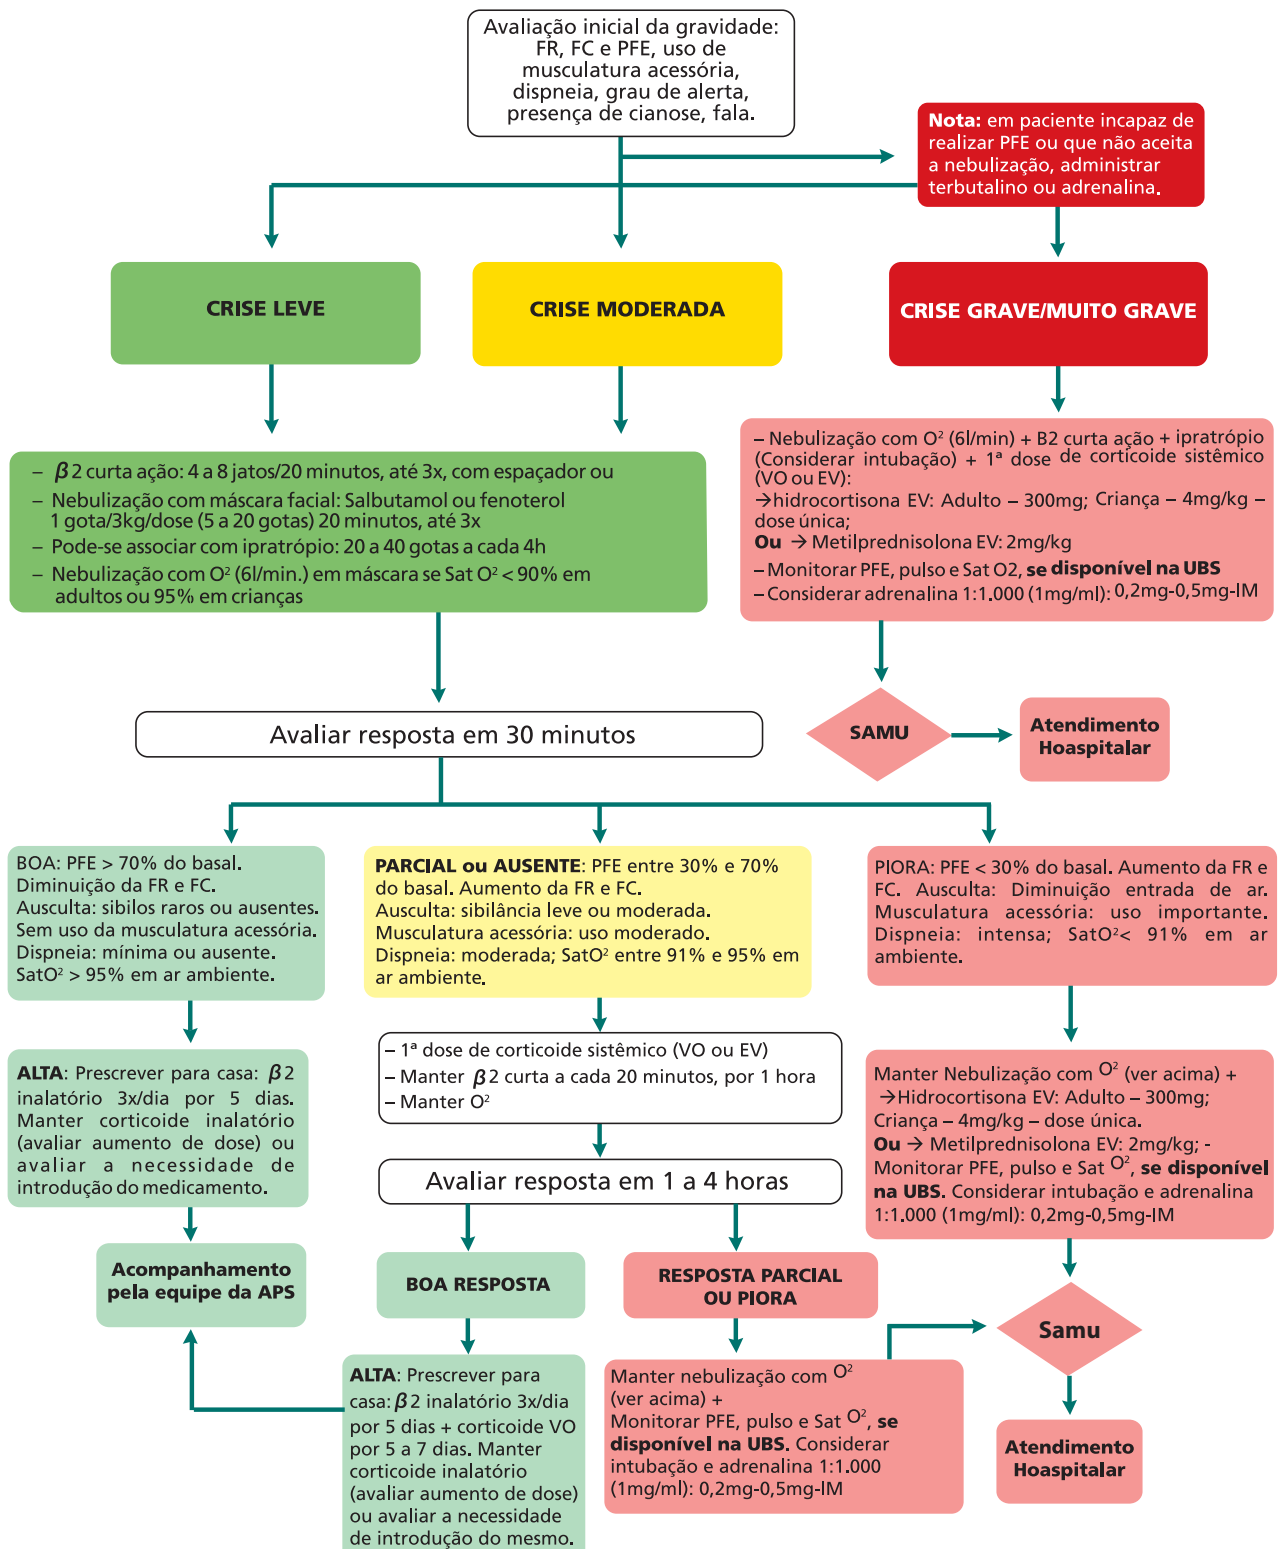 Avaliação inicial da gravidade:
FR, FC e PFE, uso de
musculatura acessória,
dispneia, grau de alerta,
presença de cianose, fala.
Nota: em paciente incapaz de
realizar PFE ou que não aceita
a nebulização, administrar
terbutalino ou adrenalina.
CRISE LEVE
CRISE MODERADA
CRISE GRAVE/MUITO GRAVE
– β2 curta ação: 4 a 8 jatos/20 minutos, até 3x, com espaçador ou
– Nebulização com máscara facial: Salbutamol ou fenoterol
1 gota/3kg/dose (5 a 20 gotas) 20 minutos, até 3x
– Pode-se associar com ipratrópio: 20 a 40 gotas a cada 4h
– Nebulização com O² (6l/min.) em máscara se Sat O² < 90% em
adultos ou 95% em crianças
– Nebulização com O² (6l/min) + B2 curta ação + ipratrópio
(Considerar intubação) + 1ª dose de corticoide sistêmico
(VO ou EV):
→hidrocortisona EV: Adulto – 300mg; Criança – 4mg/kg –
dose única;
Ou → Metilprednisolona EV: 2mg/kg
– Monitorar PFE, pulso e Sat O2, se disponível na UBS
– Considerar adrenalina 1:1.000 (1mg/ml): 0,2mg-0,5mg-IM
SAMU
Atendimento
Hoaspitalar
Avaliar resposta em 30 minutos
BOA: PFE > 70% do basal.
Diminuição da FR e FC.
Ausculta: sibilos raros ou ausentes.
Sem uso da musculatura acessória.
Dispneia: mínima ou ausente.
SatO² > 95% em ar ambiente.
PARCIAL ou AUSENTE: PFE entre 30% e 70%
do basal. Aumento da FR e FC.
Ausculta: sibilância leve ou moderada.
Musculatura acessória: uso moderado.
Dispneia: moderada; SatO² entre 91% e 95% em
ar ambiente.
PIORA: PFE < 30% do basal. Aumento da FR e
FC. Ausculta: Diminuição entrada de ar.
Musculatura acessória: uso importante.
Dispneia: intensa; SatO²< 91% em ar
ambiente.
ALTA: Prescrever para casa: β2
inalatório 3x/dia por 5 dias.
Manter corticoide inalatório
(avaliar aumento de dose) ou
avaliar a necessidade de
introdução do medicamento.
– 1ª dose de corticoide sistêmico (VO ou EV)
– Manter β2 curta a cada 20 minutos, por 1 hora
– Manter O²
Manter Nebulização com O² (ver acima) +
→Hidrocortisona EV: Adulto – 300mg;
Criança – 4mg/kg – dose única.
Ou → Metilprednisolona EV: 2mg/kg; -
Monitorar PFE, pulso e Sat O², se disponível
na UBS. Considerar intubação e adrenalina
1:1.000 (1mg/ml): 0,2mg-0,5mg-IM
Avaliar resposta em 1 a 4 horas
Acompanhamento
pela equipe da APS
BOA RESPOSTA
RESPOSTA PARCIAL
OU PIORA
Samu
ALTA: Prescrever para
casa: β2 inalatório 3x/dia
por 5 dias + corticoide VO
por 5 a 7 dias. Manter
corticoide inalatório
(avaliar aumento de dose)
ou avaliar a necessidade
de introdução do mesmo.
Manter nebulização com O²
(ver acima) +
Monitorar PFE, pulso e Sat O², se
disponível na UBS. Considerar
intubação e adrenalina 1:1.000
(1mg/ml): 0,2mg-0,5mg-IM
Atendimento
Hoaspitalar